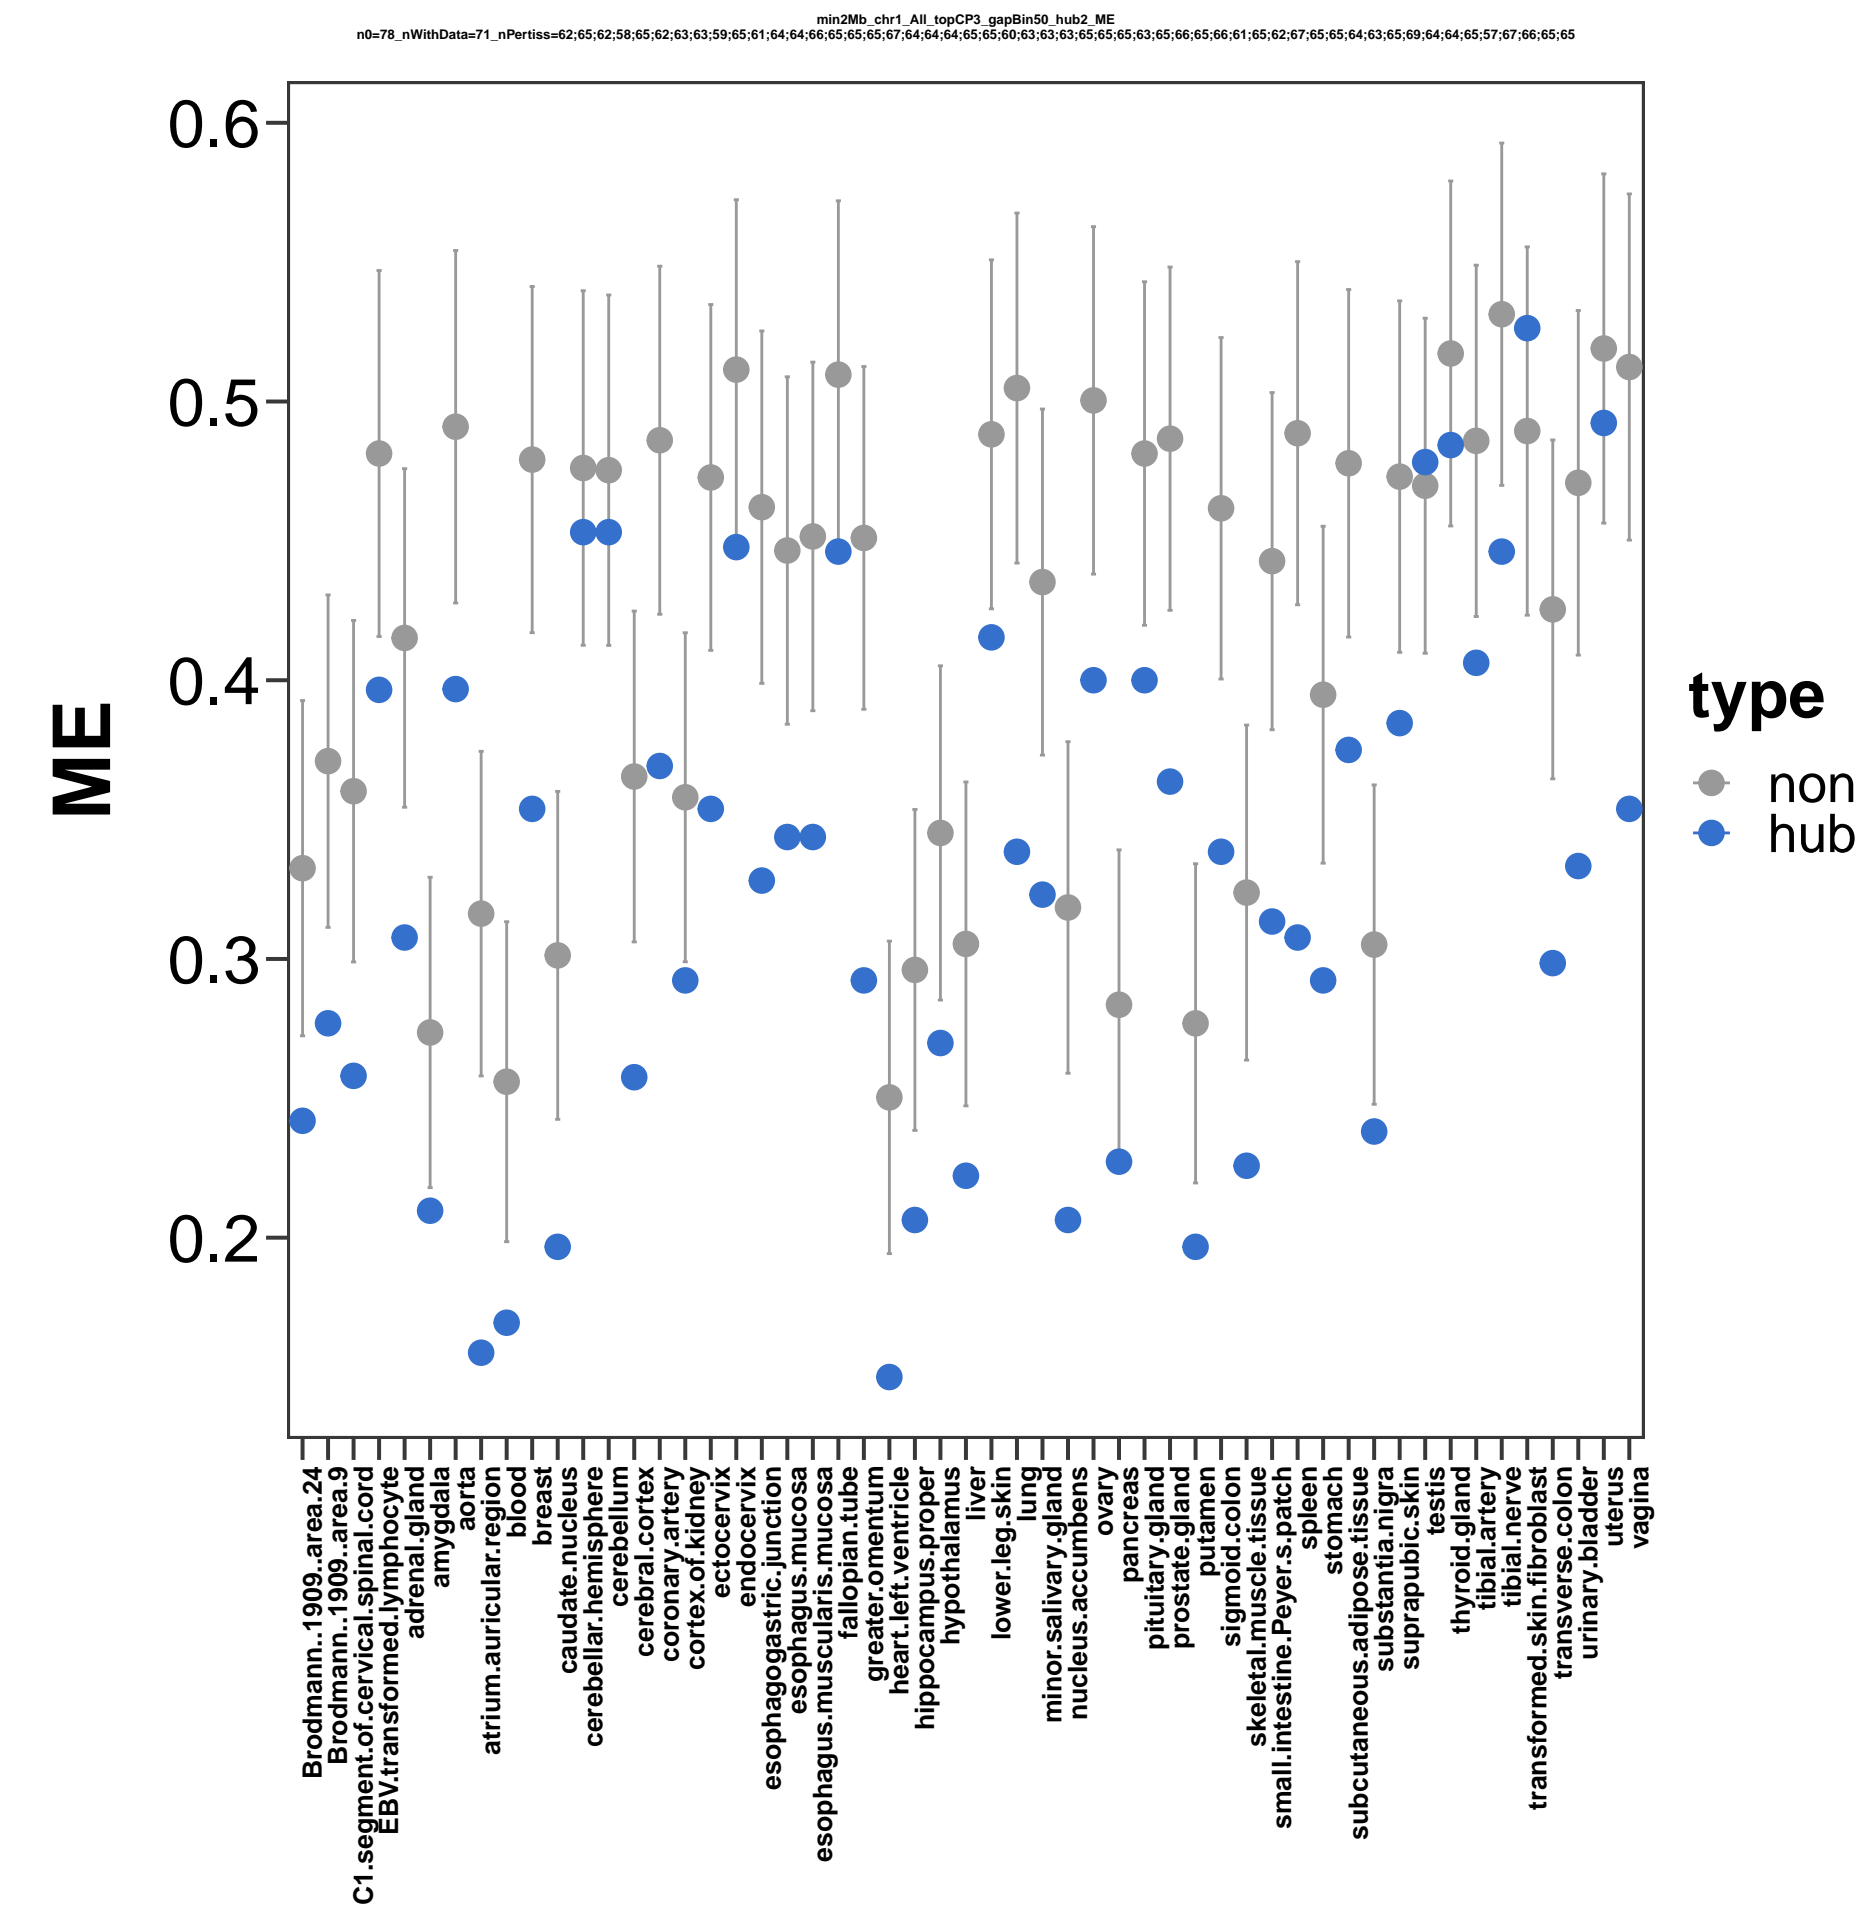 min2Mb_chr1_All_topCP3_gapBin50_hub2_ME
n0=78_nWithData=71_nPertiss=62;65;62;58;65;62;63;63;59;65;61;64;64;66;65;65;65;67;64;64;64;65;65;60;63;63;63;65;65;65;63;65;66;65;66;61;65;62;67;65;65;64;63;65;69;64;64;65;57;67;66;65;65
0.6
0.5
0.4
0.3
0.2
ME
Brodmann..1909..area.24
Brodmann..1909..area.9
C1.segment.of.cervical.spinal.cord
EBV.transformed.lymphocyte
adrenal.gland
amygdala
aorta
atrium.auricular.region
blood
breast
caudate.nucleus
cerebellar.hemisphere
cerebellum
cerebral.cortex
coronary.artery
cortex.of.kidney
ectocervix
endocervix
esophagogastric.junction
esophagus.mucosa
esophagus.muscularis.mucosa
fallopian.tube
greater.omentum
heart.left.ventricle
hippocampus.proper
hypothalamus
liver
lower.leg.skin
lung
minor.salivary.gland
nucleus.accumbens
ovary
pancreas
pituitary.gland
prostate.gland
putamen
sigmoid.colon
skeletal.muscle.tissue
small.intestine.Peyer.s.patch
spleen
stomach
subcutaneous.adipose.tissue
substantia.nigra
suprapubic.skin
testis
thyroid.gland
tibial.artery
tibial.nerve
transformed.skin.fibroblast
transverse.colon
urinary.bladder
uterus
vagina
type
non
hub